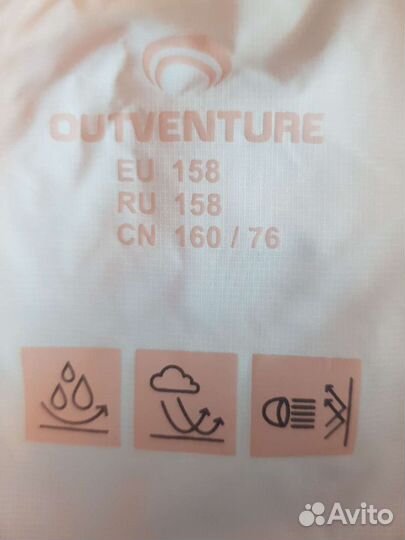 OUTVENTURE
EU 158
RU 158
CN 160 / 76
Avito